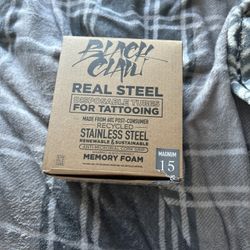 BLACK
CLAW
REAL STEEL
DISPOSABLE TUBES
FOR TATTOOING
MADE FROM 60% POST-CONSUMER
RECYCLED
STAINLESS STEEL
RENEWABLE & SUSTAINABLE
MEMORY FOAM
MAGNUM
15